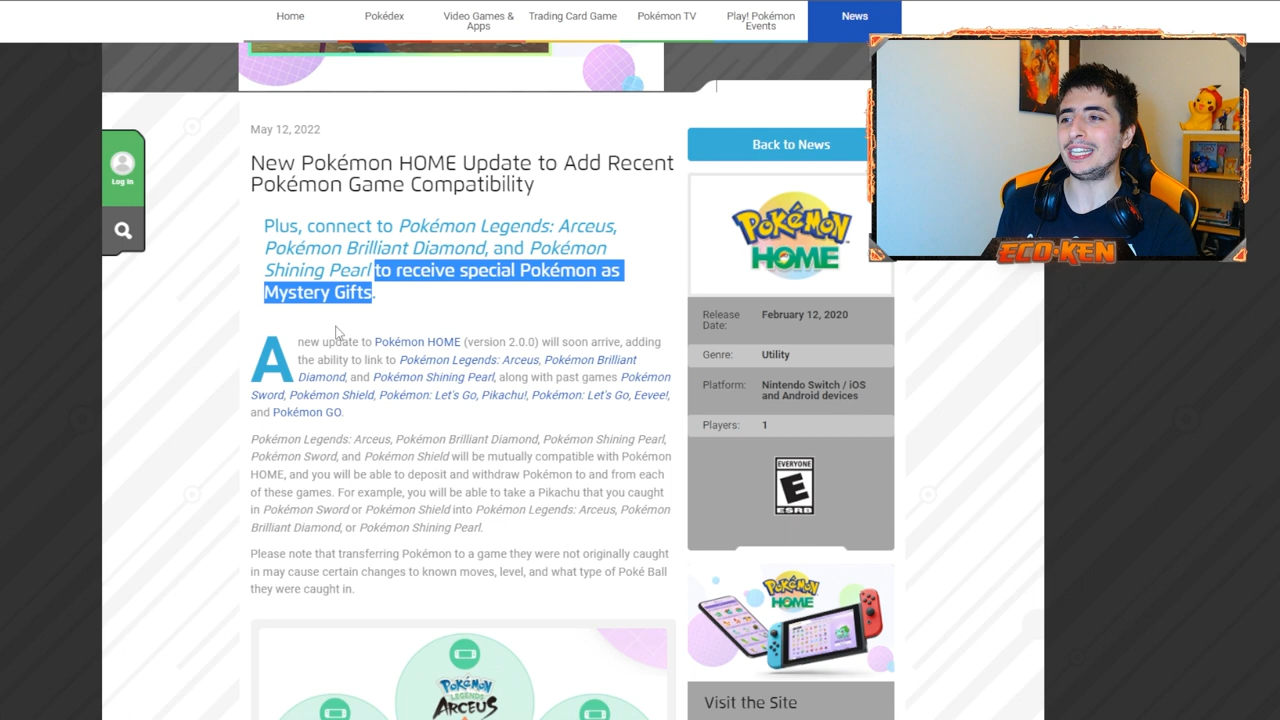 Home
Pokédex
Video Games &
Apps
Trading Card Game
Pokémon TV
Play! Pokémon
Events
News
Log In
May 12, 2022
New Pokémon HOME Update to Add Recent
Pokémon Game Compatibility
Plus, connect to Pokémon Legends: Arceus,
Pokémon Brilliant Diamond, and Pokémon
Shining Pearl to receive special Pokémon as
Mystery Gifts.
A new update to Pokémon HOME (version 2.0.0) will soon arrive, adding
the ability to link to Pokémon Legends: Arceus, Pokémon Brilliant
Diamond, and Pokémon Shining Pearl, along with past games Pokémon
Sword, Pokémon Shield, Pokémon: Let's Go, Pikachu!, Pokémon: Let's Go, Eevee!,
and Pokémon GO.
Pokémon Legends: Arceus, Pokémon Brilliant Diamond, Pokémon Shining Pearl,
Pokémon Sword, and Pokémon Shield will be mutually compatible with Pokémon
HOME, and you will be able to deposit and withdraw Pokémon to and from each
of these games. For example, you will be able to take a Pikachu that you caught
in Pokémon Sword or Pokémon Shield into Pokémon Legends: Arceus, Pokémon
Brilliant Diamond, or Pokémon Shining Pearl.
Please note that transferring Pokémon to a game they were not originally caught
in may cause certain changes to known moves, level, and what type of Poké Ball
they were caught in.
Pokémon
LEGENDS
ARCEUS
Back to News
Pokémon
HOME
Release
Date:
February 12, 2020
Genre:
Utility
Platform:
Nintendo Switch / iOS
and Android devices
Players:
1
EVERYONE
E
ESRB
Pokémon
HOME
Visit the Site
ECO-KEN